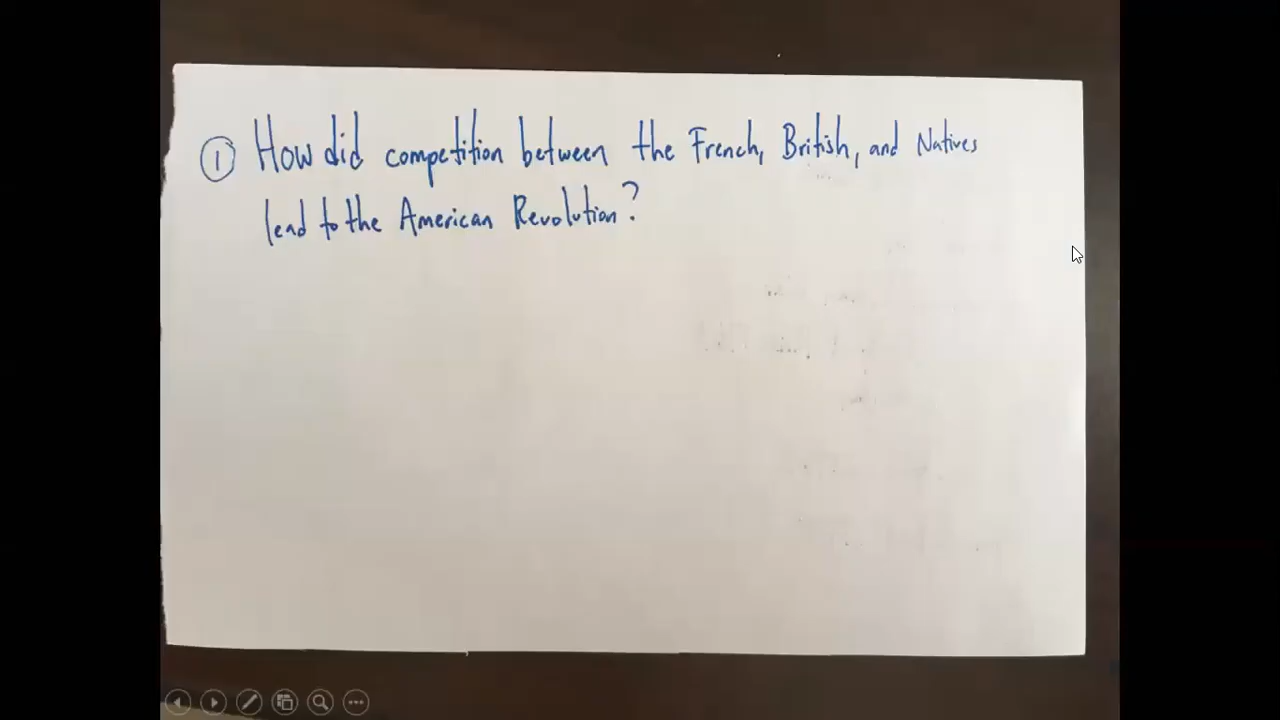 ① How did competition between the French, British, and Natives
lead to the American Revolution?